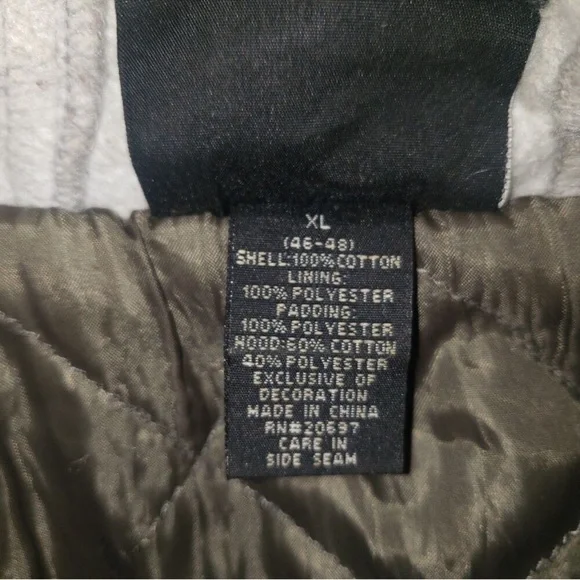 XL
(46-48)
SHELL:100%COTTON
LINING:
100% POLYESTER
PADDING:
100% POLYESTER
HOOD:60% COTTON
40% POLYESTER
EXCLUSIVE OF
DECORATION
MADE IN CHINA
RN#20697
CARE IN
SIDE SEAM